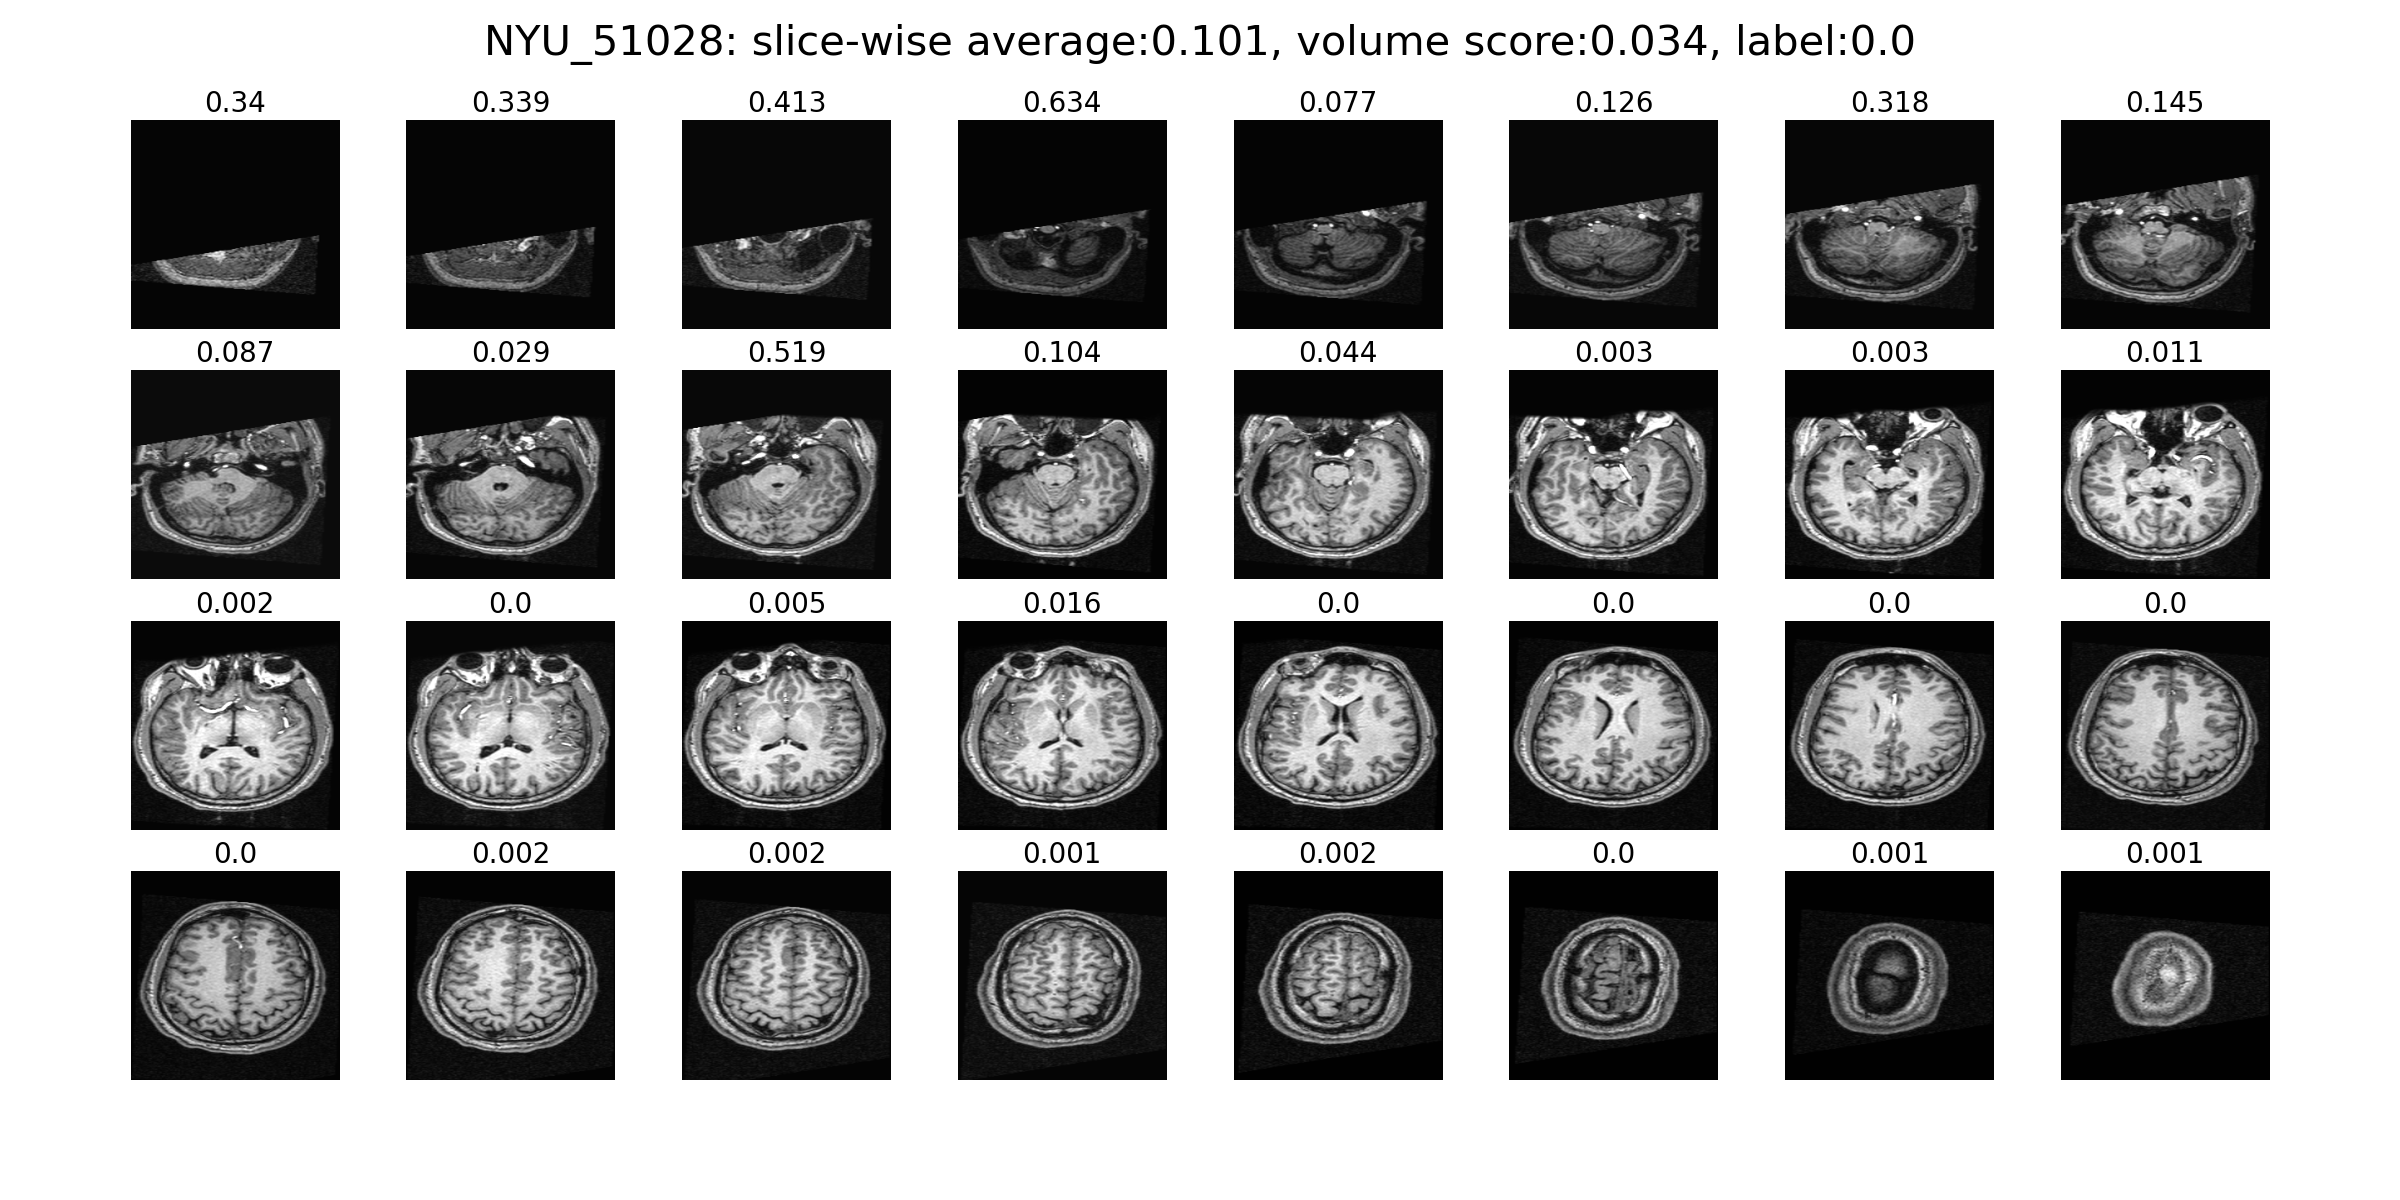 NYU_51028: slice-wise average:0.101, volume score:0.034, label:0.0
0.34 0.339 0.413 0.634 0.077 0.126 0.318 0.145
0.087 0.029 0.519 0.104 0.044 0.003 0.003 0.011
0.002 0.0 0.005 0.016 0.0 0.0 0.0 0.0
0.0 0.002 0.002 0.001 0.002 0.0 0.001 0.001